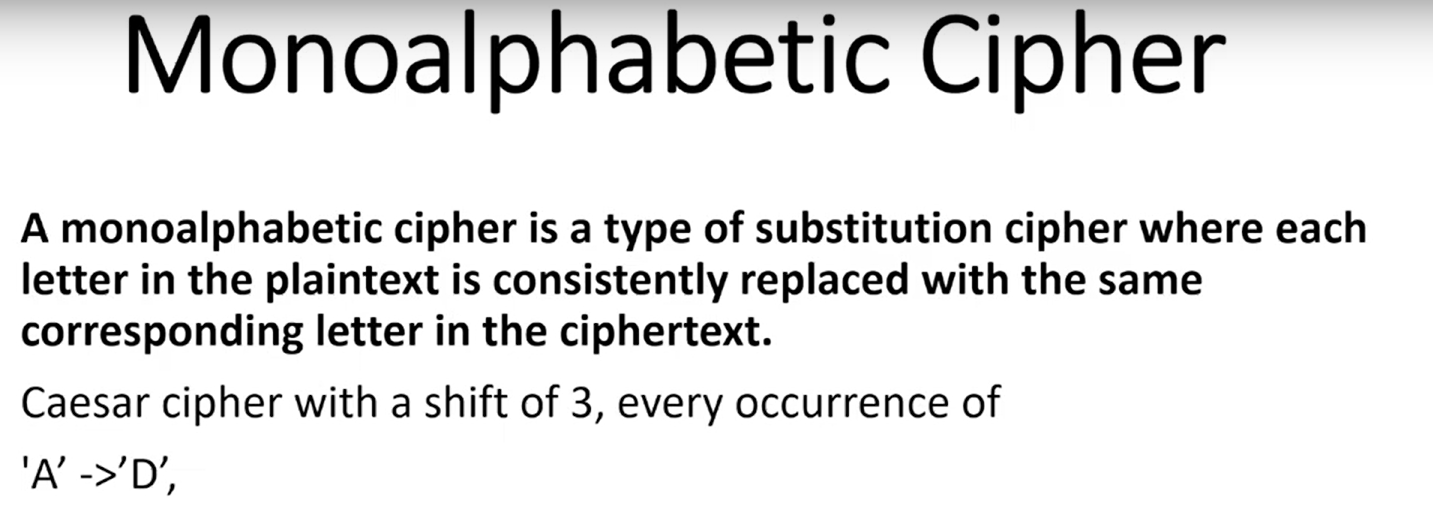 Monoalphabetic Cipher
A monoalphabetic cipher is a type of substitution cipher where each
letter in the plaintext is consistently replaced with the same
corresponding letter in the ciphertext.
Caesar cipher with a shift of 3, every occurrence of
'A’ ->’D’,